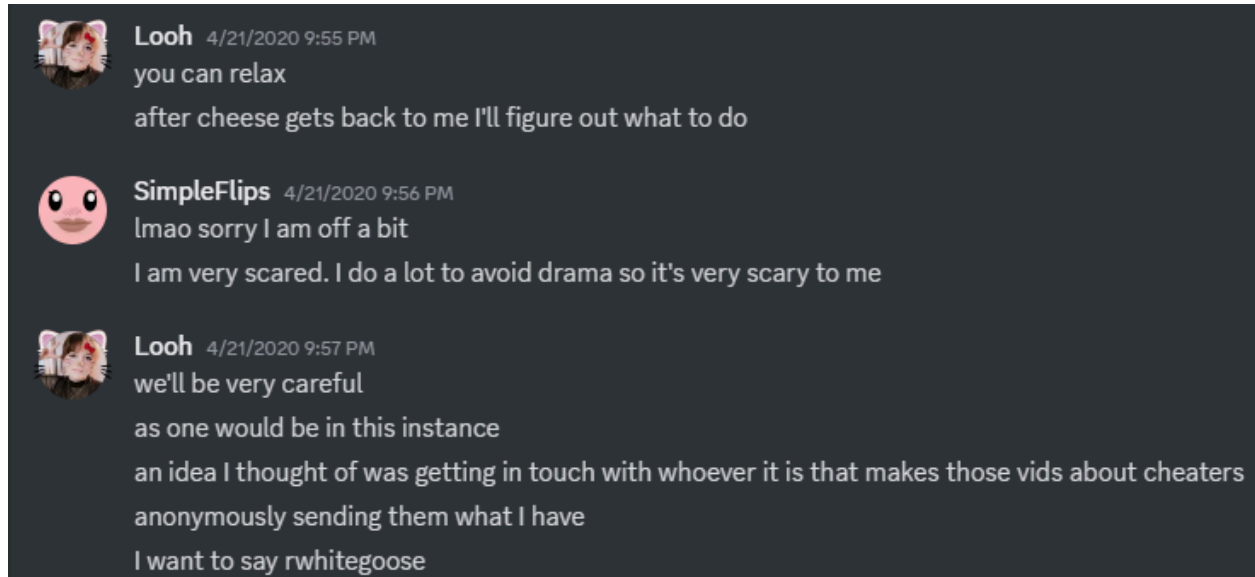 Looh 4/21/2020 9:55 PM
you can relax
after cheese gets back to me I'll figure out what to do
SimpleFlips 4/21/2020 9:56 PM
lmao sorry I am off a bit
I am very scared. I do a lot to avoid drama so it's very scary to me
Looh 4/21/2020 9:57 PM
we'll be very careful
as one would be in this instance
an idea I thought of was getting in touch with whoever it is that makes those vids about cheaters
anonymously sending them what I have
I want to say rwhitegoose